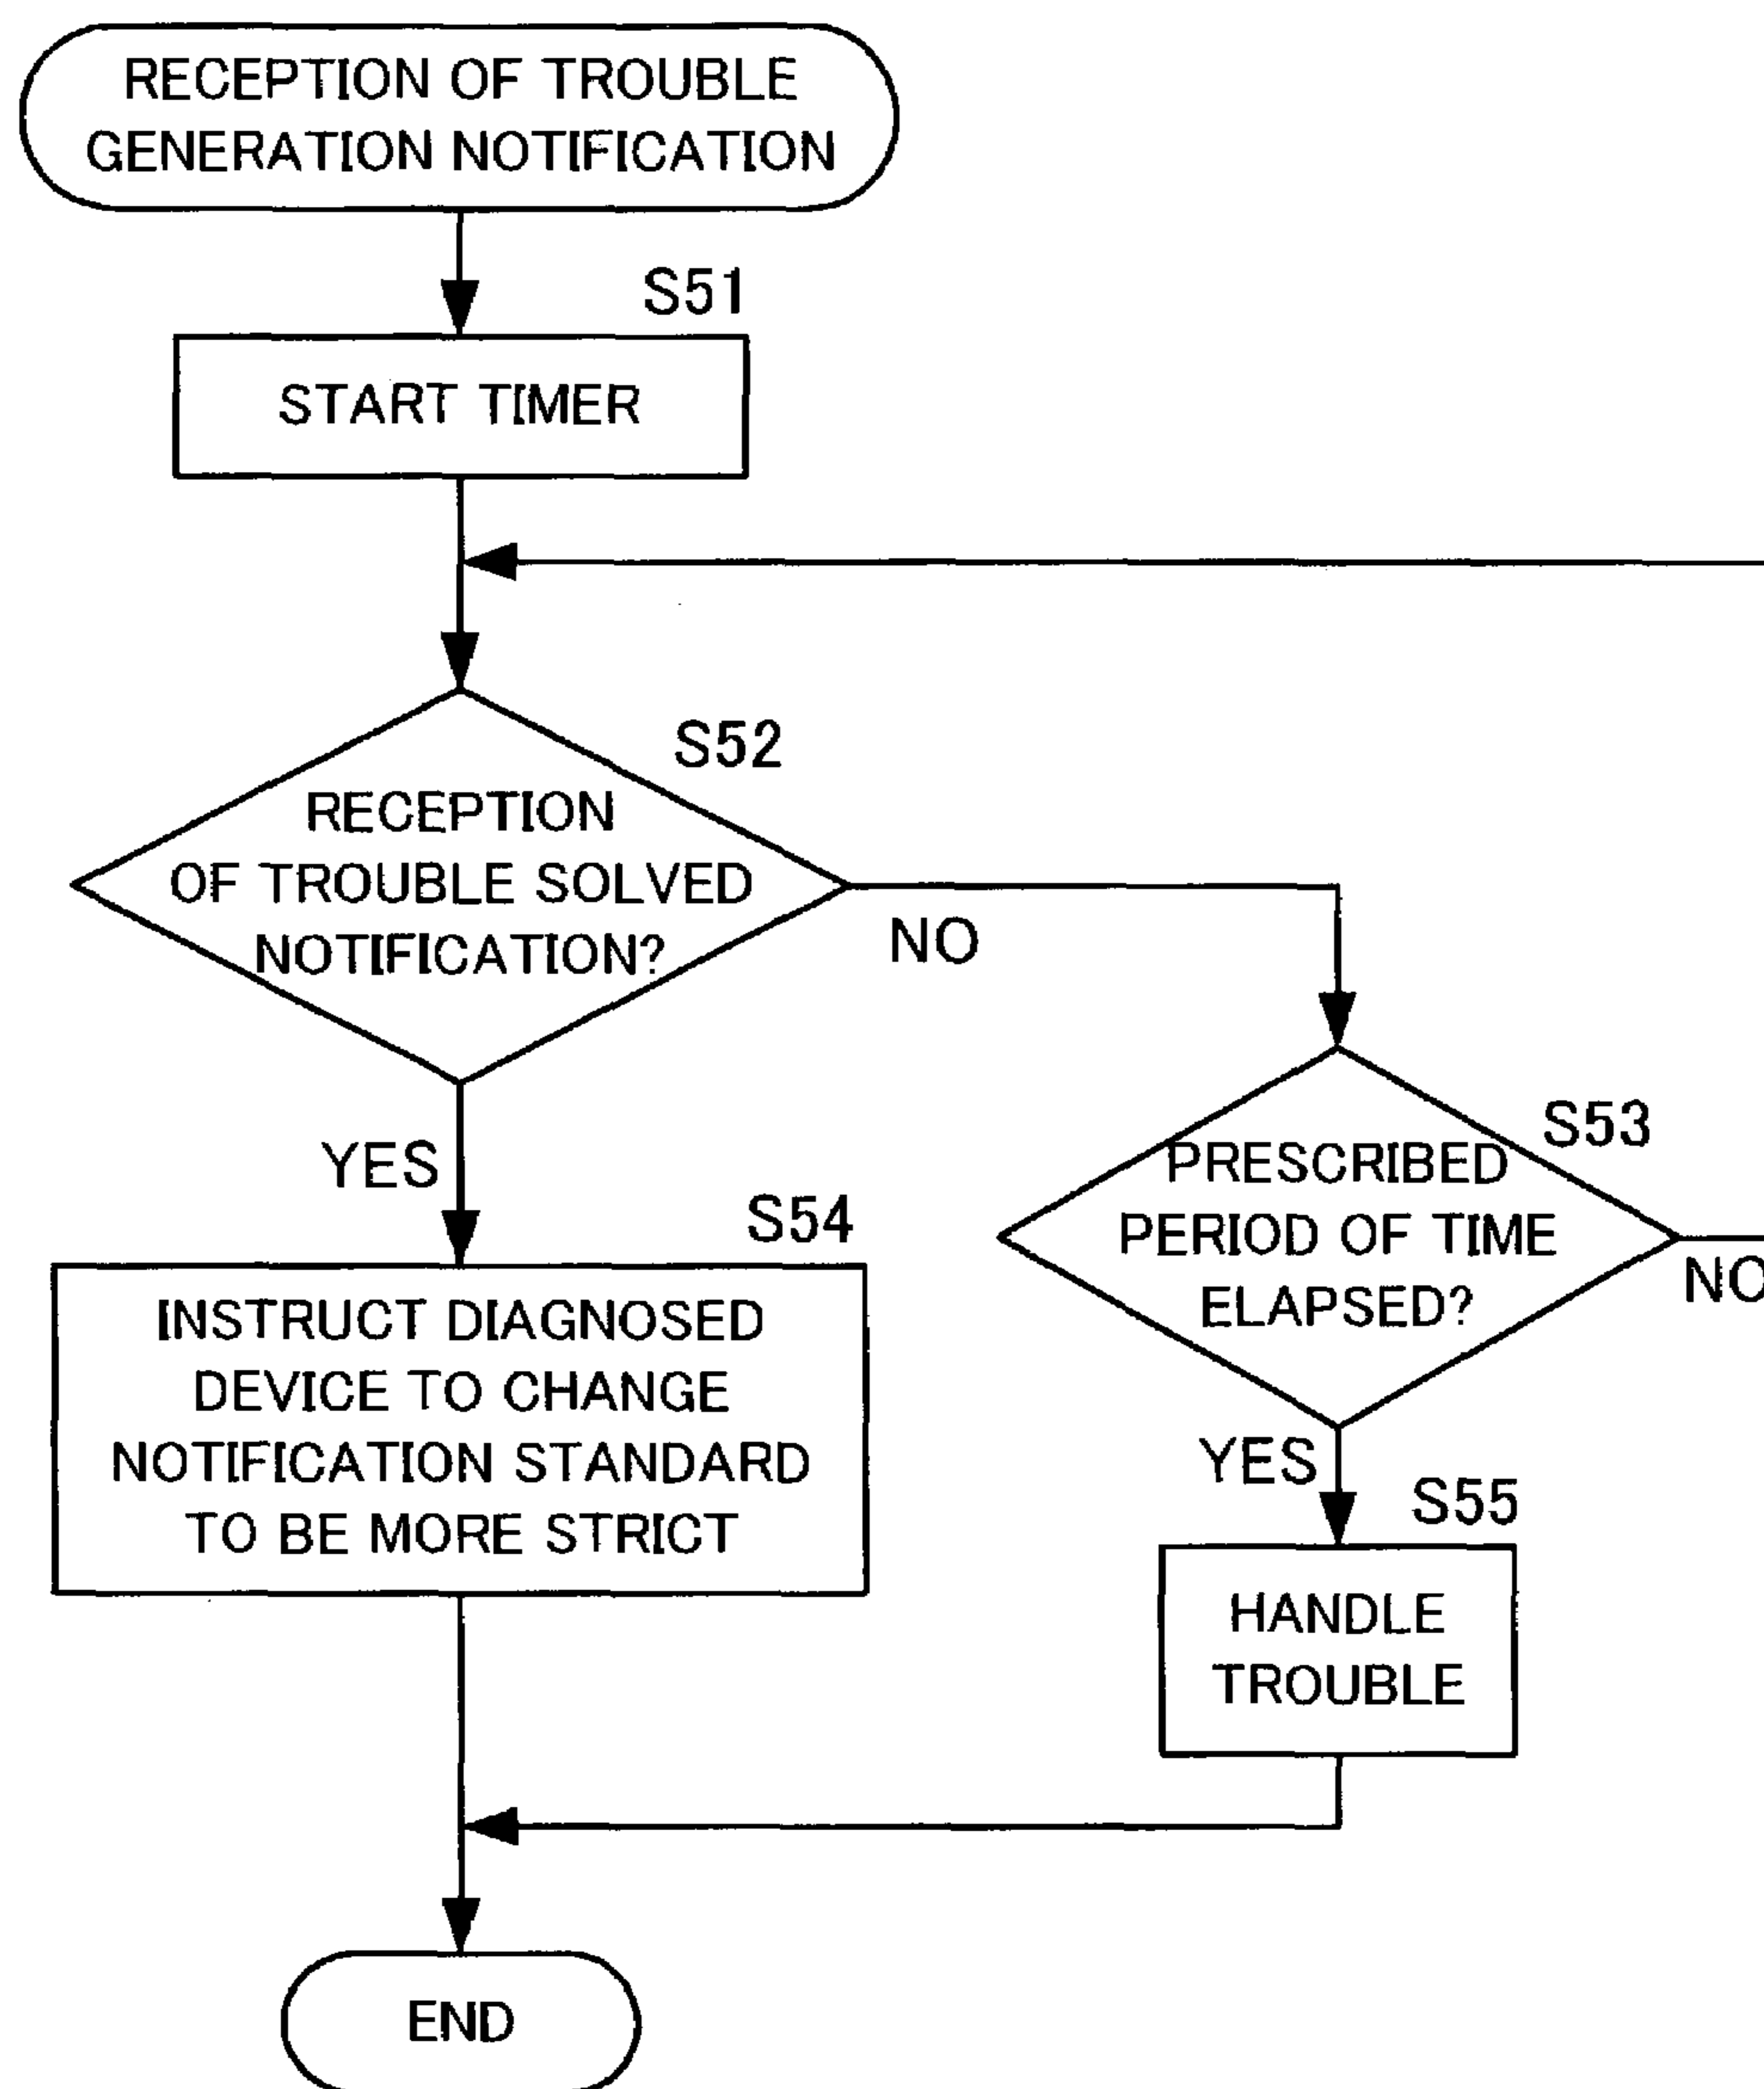 RECEPTION OF TROUBLE
GENERATION NOTIFICATION
S51
START TIMER
S52
RECEPTION
OF TROUBLE SOLVED
NOTIFICATION?
NO
YES
S53
PRESCRIBED
PERIOD OF TIME
ELAPSED?
NO
S54
INSTRUCT DIAGNOSED
DEVICE TO CHANGE
NOTIFICATION STANDARD
TO BE MORE STRICT
YES
S55
HANDLE
TROUBLE
END